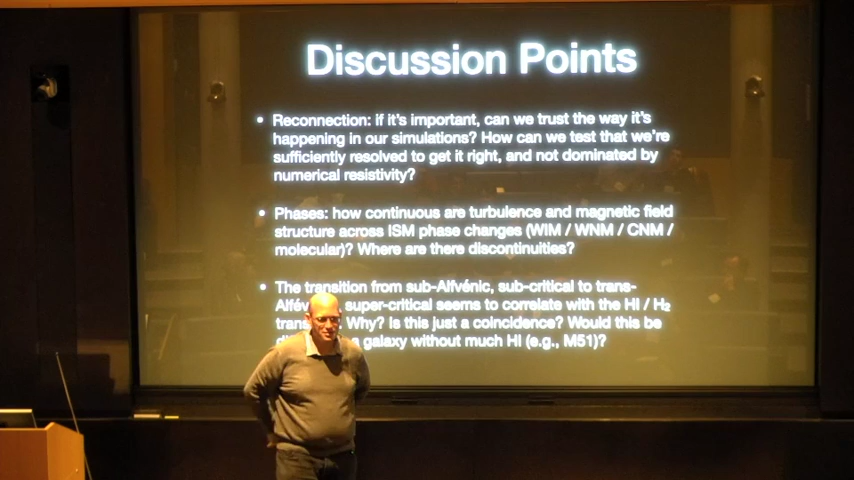 Discussion Points
• Reconnection: if it's important, can we trust the way it's
happening in our simulations? How can we test that we're
sufficiently resolved to get it right, and not dominated by
numerical resistivity?
• Phases: how continuous are turbulence and magnetic field
structure across ISM phase changes (WIM / WNM / CNM /
molecular)? Where are there discontinuities?
• The transition from sub-Alfvénic, sub-critical to trans-
super-critical seems to correlate with the HI / H₂
Why? Is this just a coincidence? Would this be
a galaxy without much HI (e.g., M51)?